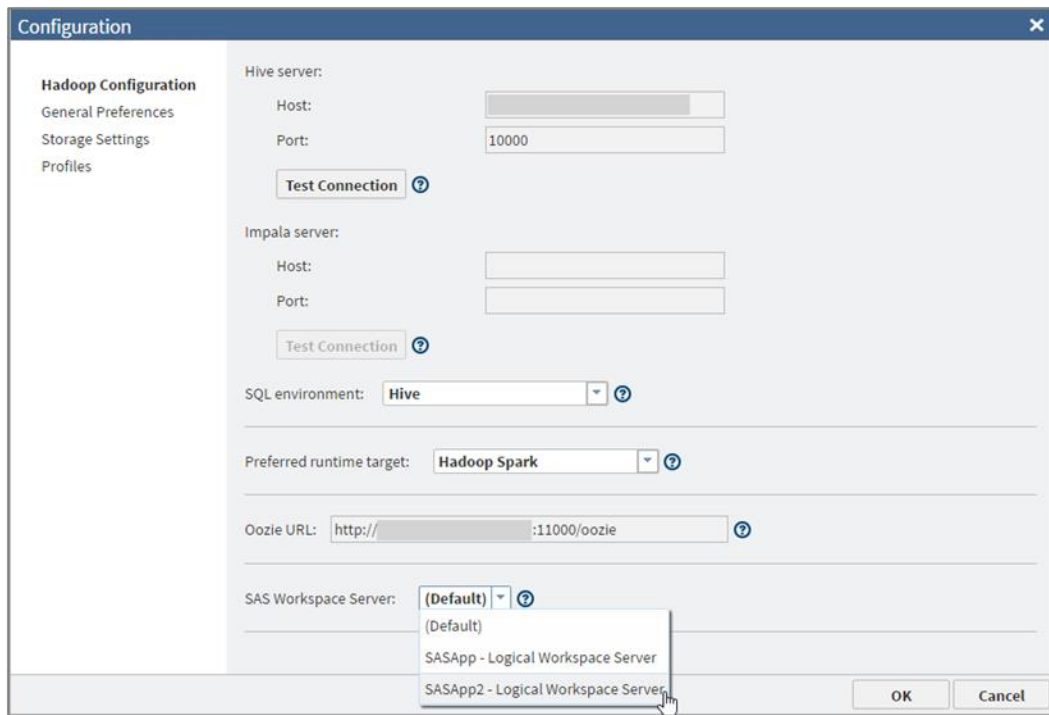 Configuration
Hadoop Configuration
General Preferences
Storage Settings
Profiles
Hive server:
Host:
Port: 10000
Test Connection
Impala server:
Host:
Port:
Test Connection
SQL environment: Hive
Preferred runtime target: Hadoop Spark
Oozie URL: http:// :11000/oozie
SAS Workspace Server: (Default)
(Default)
SASApp - Logical Workspace Server
SASApp2 - Logical Workspace Server
OK Cancel